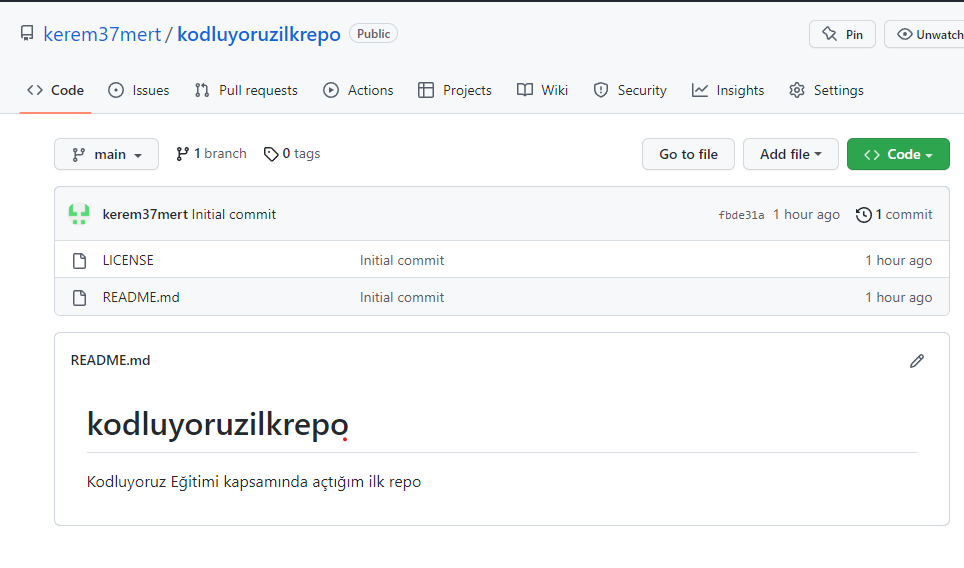 kerem37mert / kodluyoruzilkrepo Public Pin Unwatch
Code Issues Pull requests Actions Projects Wiki Security Insights Settings
main 1 branch 0 tags Go to file Add file Code
kerem37mert Initial commit fbde31a 1 hour ago 1 commit
LICENSE Initial commit 1 hour ago
README.md Initial commit 1 hour ago
README.md
kodluyoruzilkrepo
Kodluyoruz Eğitimi kapsamında açtığım ilk repo